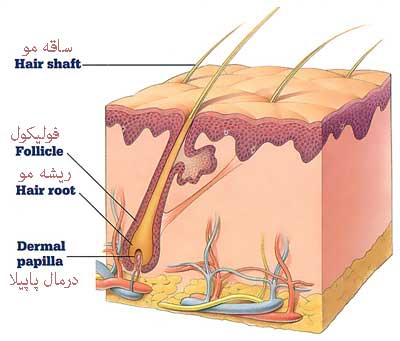 ساقه مو
Hair shaft
فولیکول
Follicle
ریشه مو
Hair root
Dermal
papilla
درمال پاپیلا